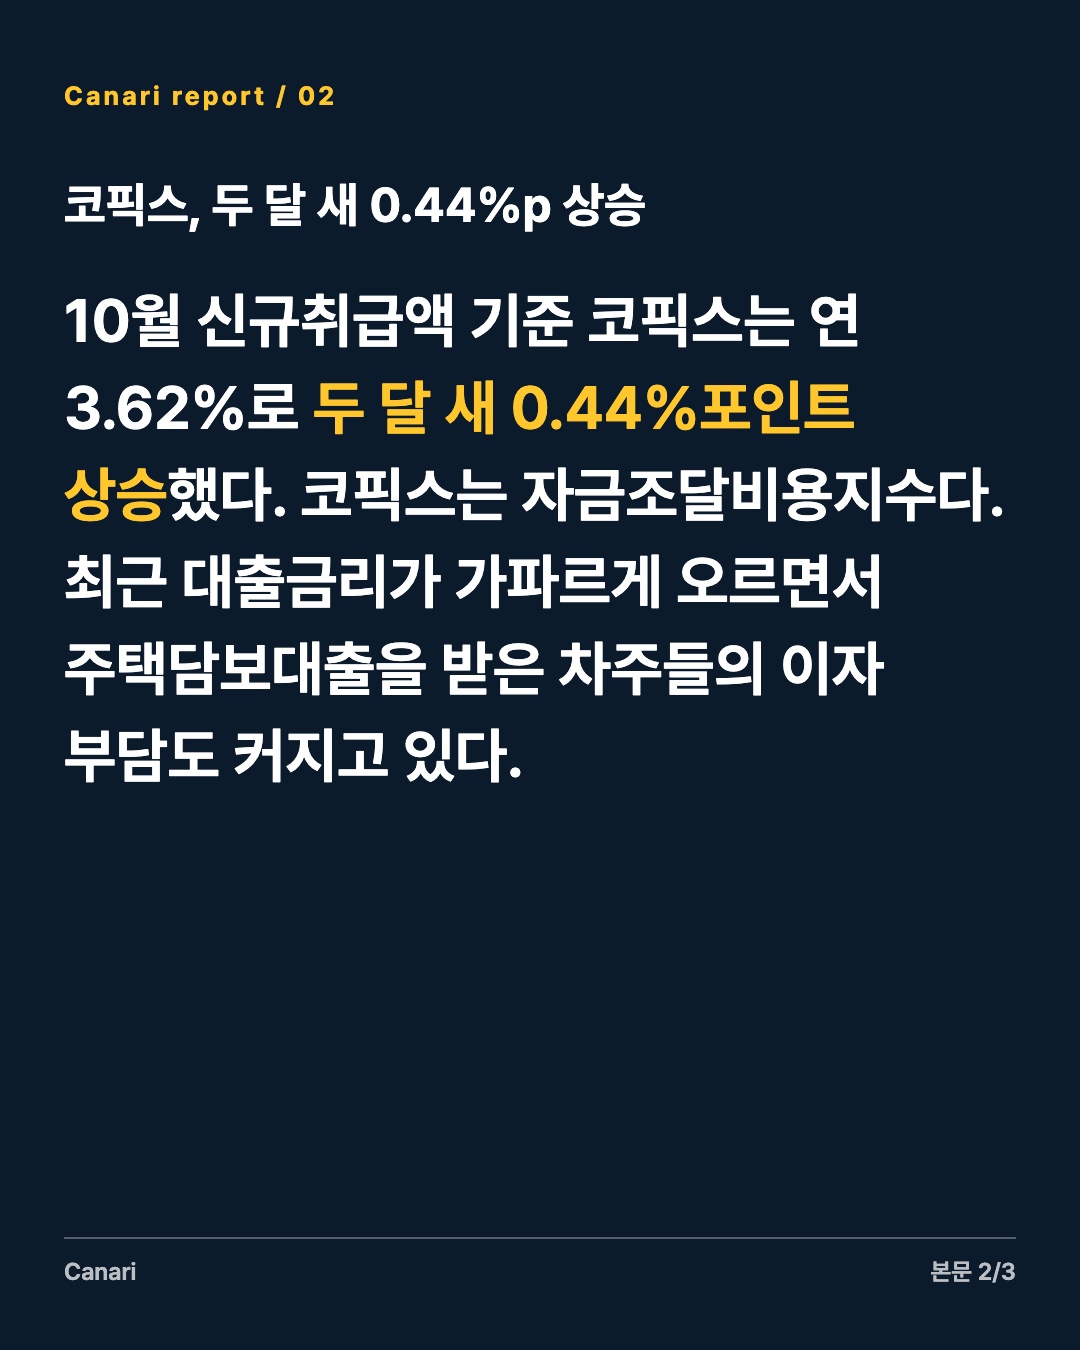 Canari report / 02
코픽스, 두 달 새 0.44%p 상승
10월 신규취급액 기준 코픽스는 연
3.62%로 두 달 새 0.44%포인트
상승했다. 코픽스는 자금조달비용지수다.
최근 대출금리가 가파르게 오르면서
주택담보대출을 받은 차주들의 이자
부담도 커지고 있다.
Canari
본문 2/3